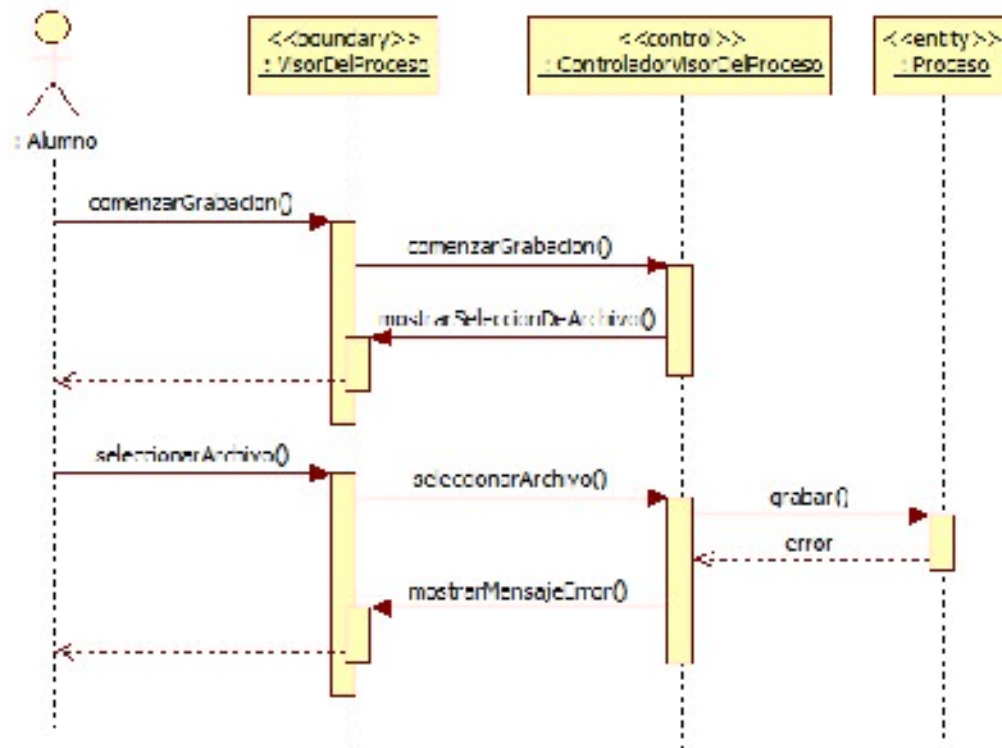 <<boundary>>
: VisorDelProceso
<<control>>
: ControladorVisorDelProceso
<<entity>>
: Proceso
: Alumno
comenzarGrabacion()
comenzarGrabacion()
mostrarSeleccionDeArchivo()
seleccionarArchivo()
seleccionarArchivo()
grabar()
error
mostrarMensajeError()